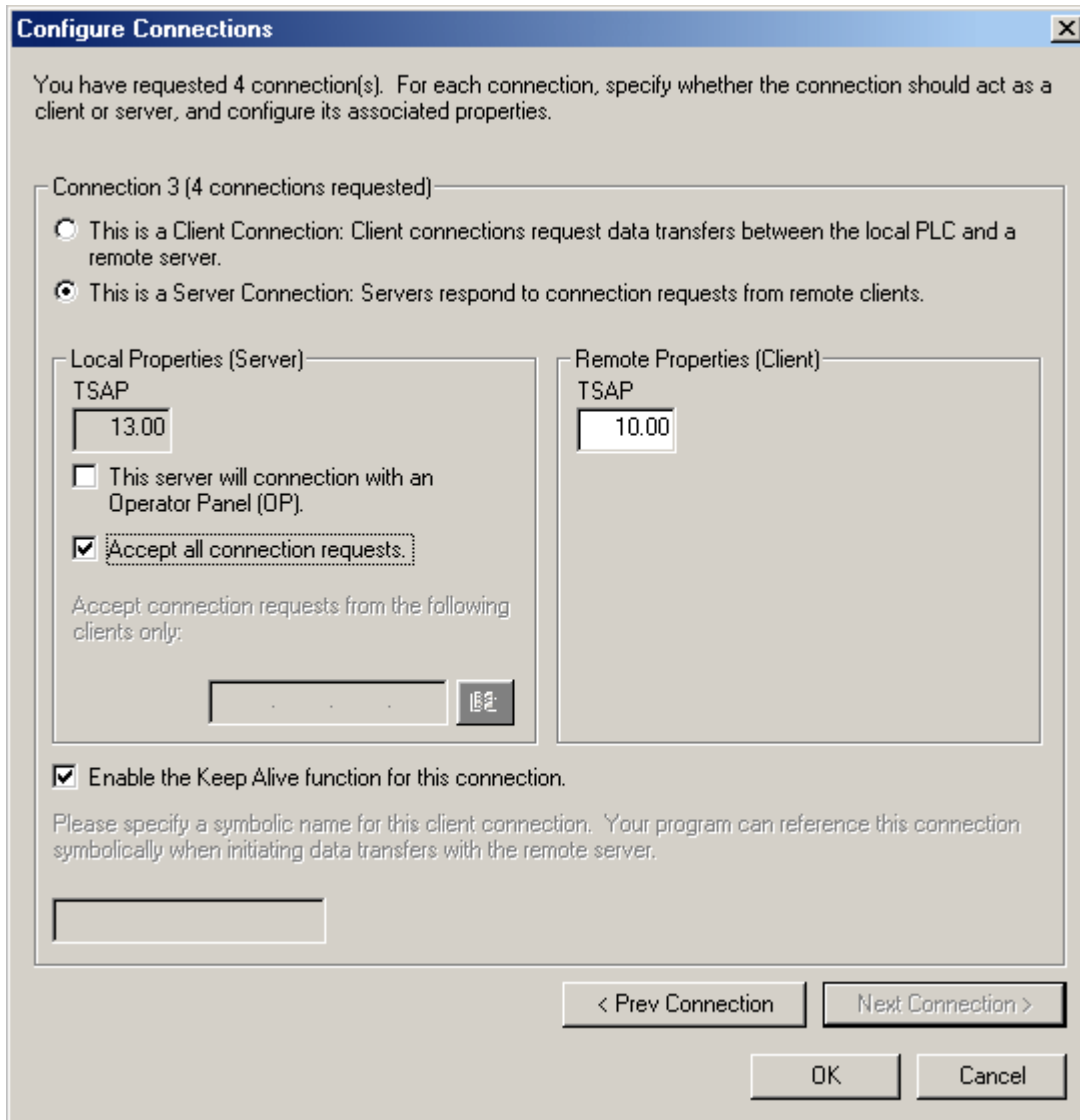 Configure Connections
You have requested 4 connection(s). For each connection, specify whether the connection should act as a
client or server, and configure its associated properties.
Connection 3 (4 connections requested)
This is a Client Connection: Client connections request data transfers between the local PLC and a
remote server.
This is a Server Connection: Servers respond to connection requests from remote clients.
Local Properties (Server)
TSAP
13.00
This server will connection with an
Operator Panel (OP).
Accept all connection requests.
Accept connection requests from the following
clients only:
. . .
Remote Properties (Client)
TSAP
10.00
Enable the Keep Alive function for this connection.
Please specify a symbolic name for this client connection. Your program can reference this connection
symbolically when initiating data transfers with the remote server.
< Prev Connection
Next Connection >
OK
Cancel